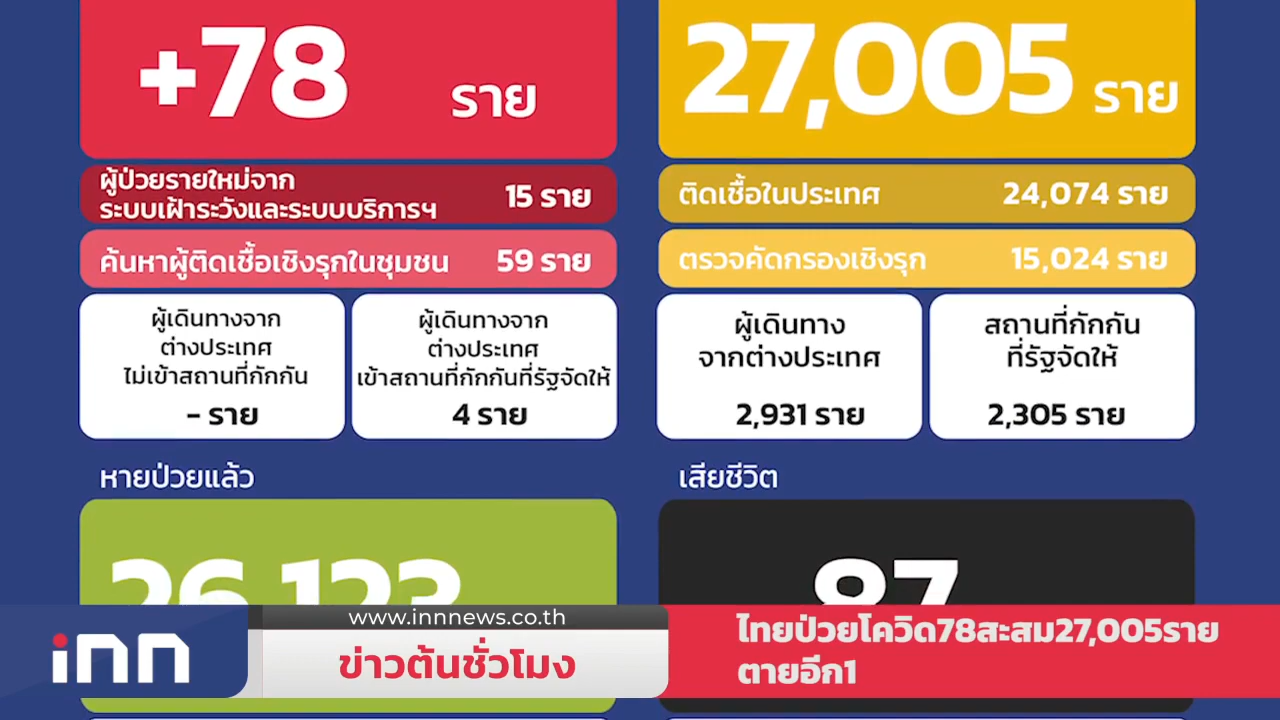 +78 ราย
ผู้ป่วยรายใหม่จาก
ระบบเฝ้าระวังและระบบบริการฯ
15 ราย
ค้นหาผู้ติดเชื้อเชิงรุกในชุมชน 59 ราย
ผู้เดินทางจาก
ต่างประเทศ
ไม่เข้าสถานที่กักกัน
- ราย
ผู้เดินทางจาก
ต่างประเทศ
เข้าสถานที่กักกันที่รัฐจัดให้
4 ราย
27,005 ราย
ติดเชื้อในประเทศ 24,074 ราย
ตรวจคัดกรองเชิงรุก 15,024 ราย
ผู้เดินทาง
จากต่างประเทศ
2,931 ราย
สถานที่กักกัน
ที่รัฐจัดให้
2,305 ราย
หายป่วยแล้ว
26,123
เสียชีวิต
87
inn
www.innnews.co.th
ข่าวต้นชั่วโมง
ไทยป่วยโควิด78สะสม27,005ราย
ตายอีก1